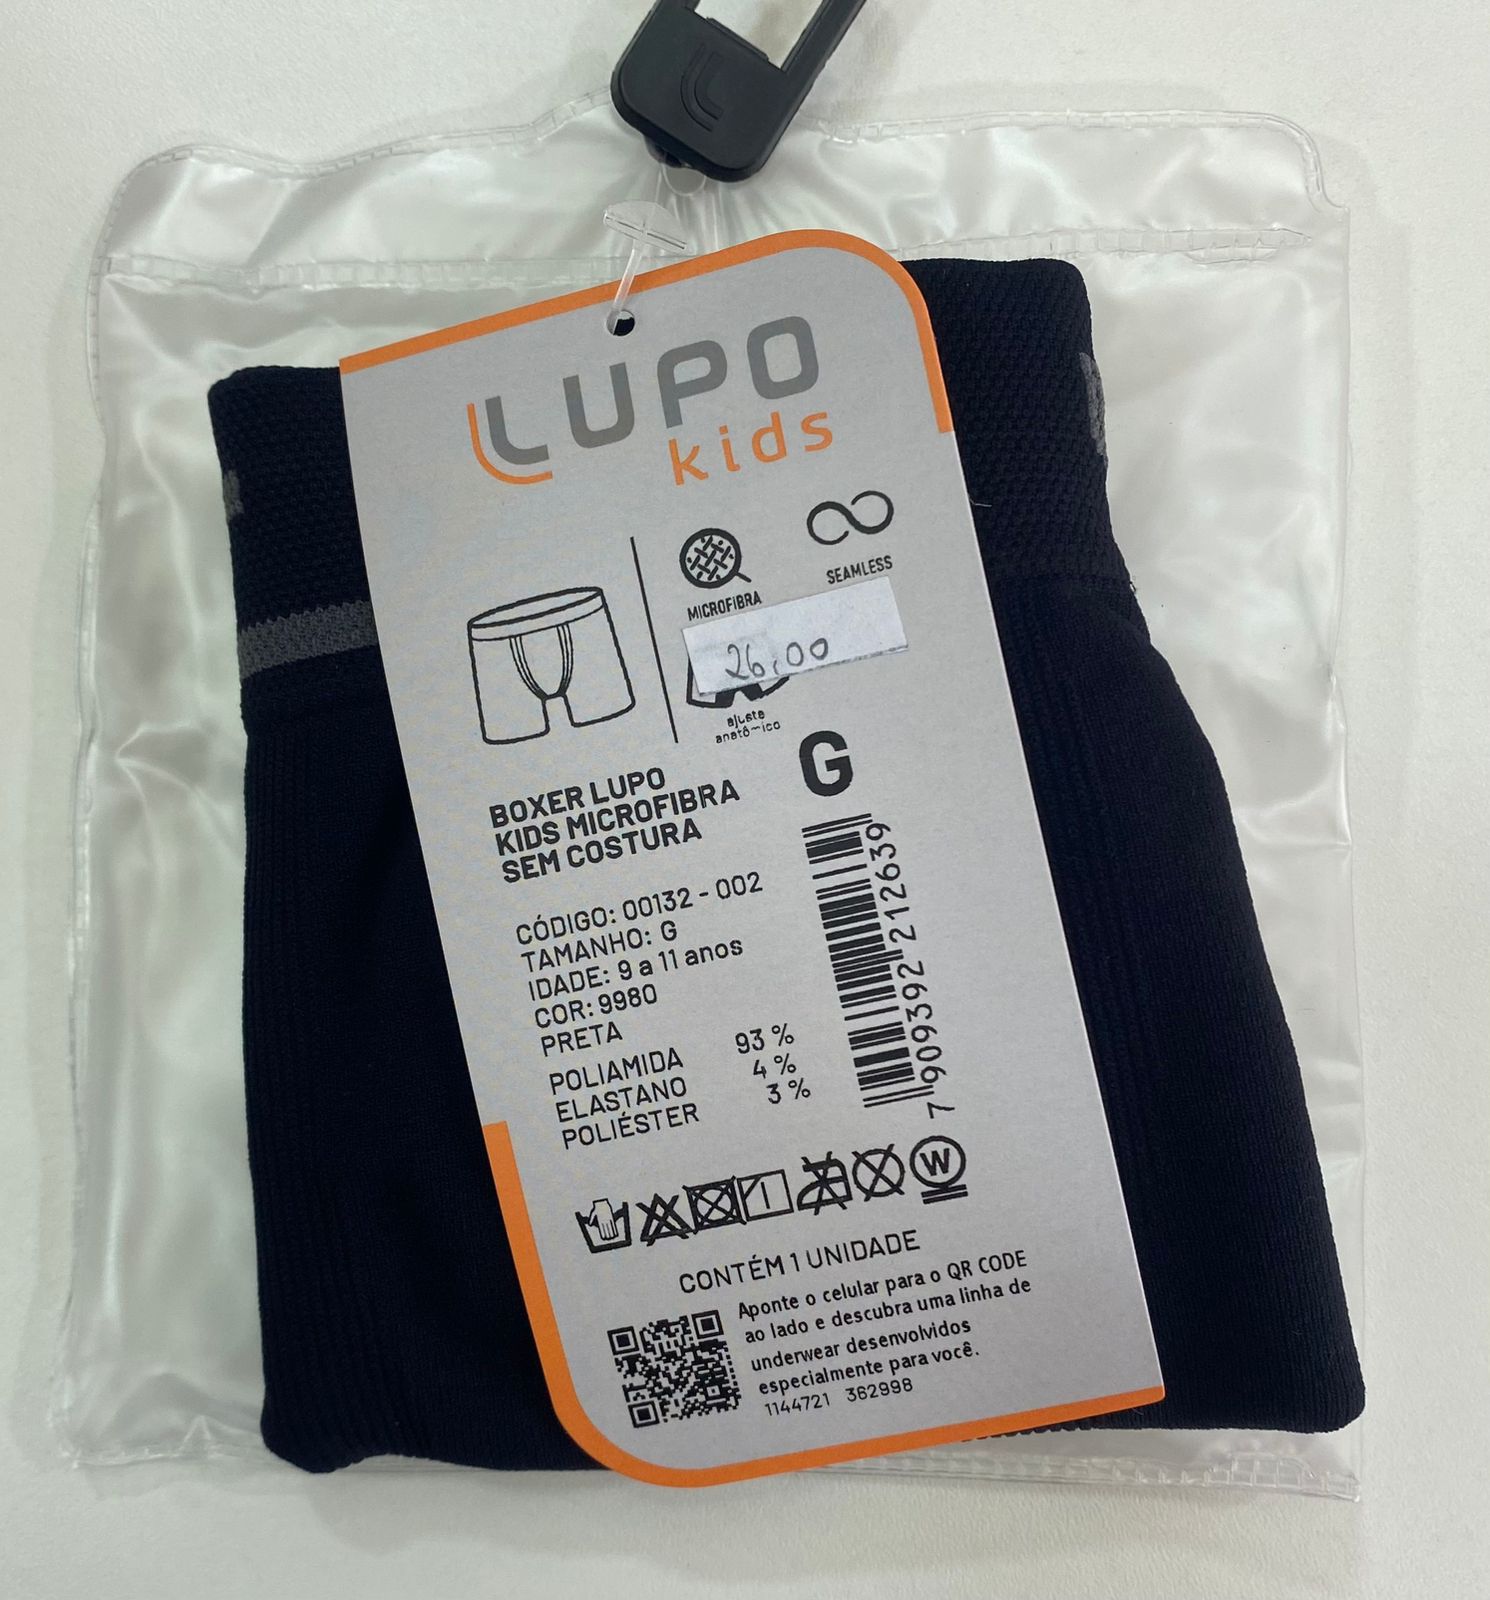 LUPO
kids
MICROFIBRA
SEAMLESS
26,00
ajuste
anatômico
G
BOXER LUPO
KIDS MICROFIBRA
SEM COSTURA
CÓDIGO: 00132 - 002
TAMANHO: G
IDADE: 9 a 11 anos
COR: 9980
PRETA
POLIAMIDA 93 %
ELASTANO 4 %
POLIÉSTER 3 %
7 909392 212639
W
CONTÉM 1 UNIDADE
Aponte o celular para o QR CODE
ao lado e descubra uma linha de
underwear desenvolvidos
especialmente para você.
1144721 362998